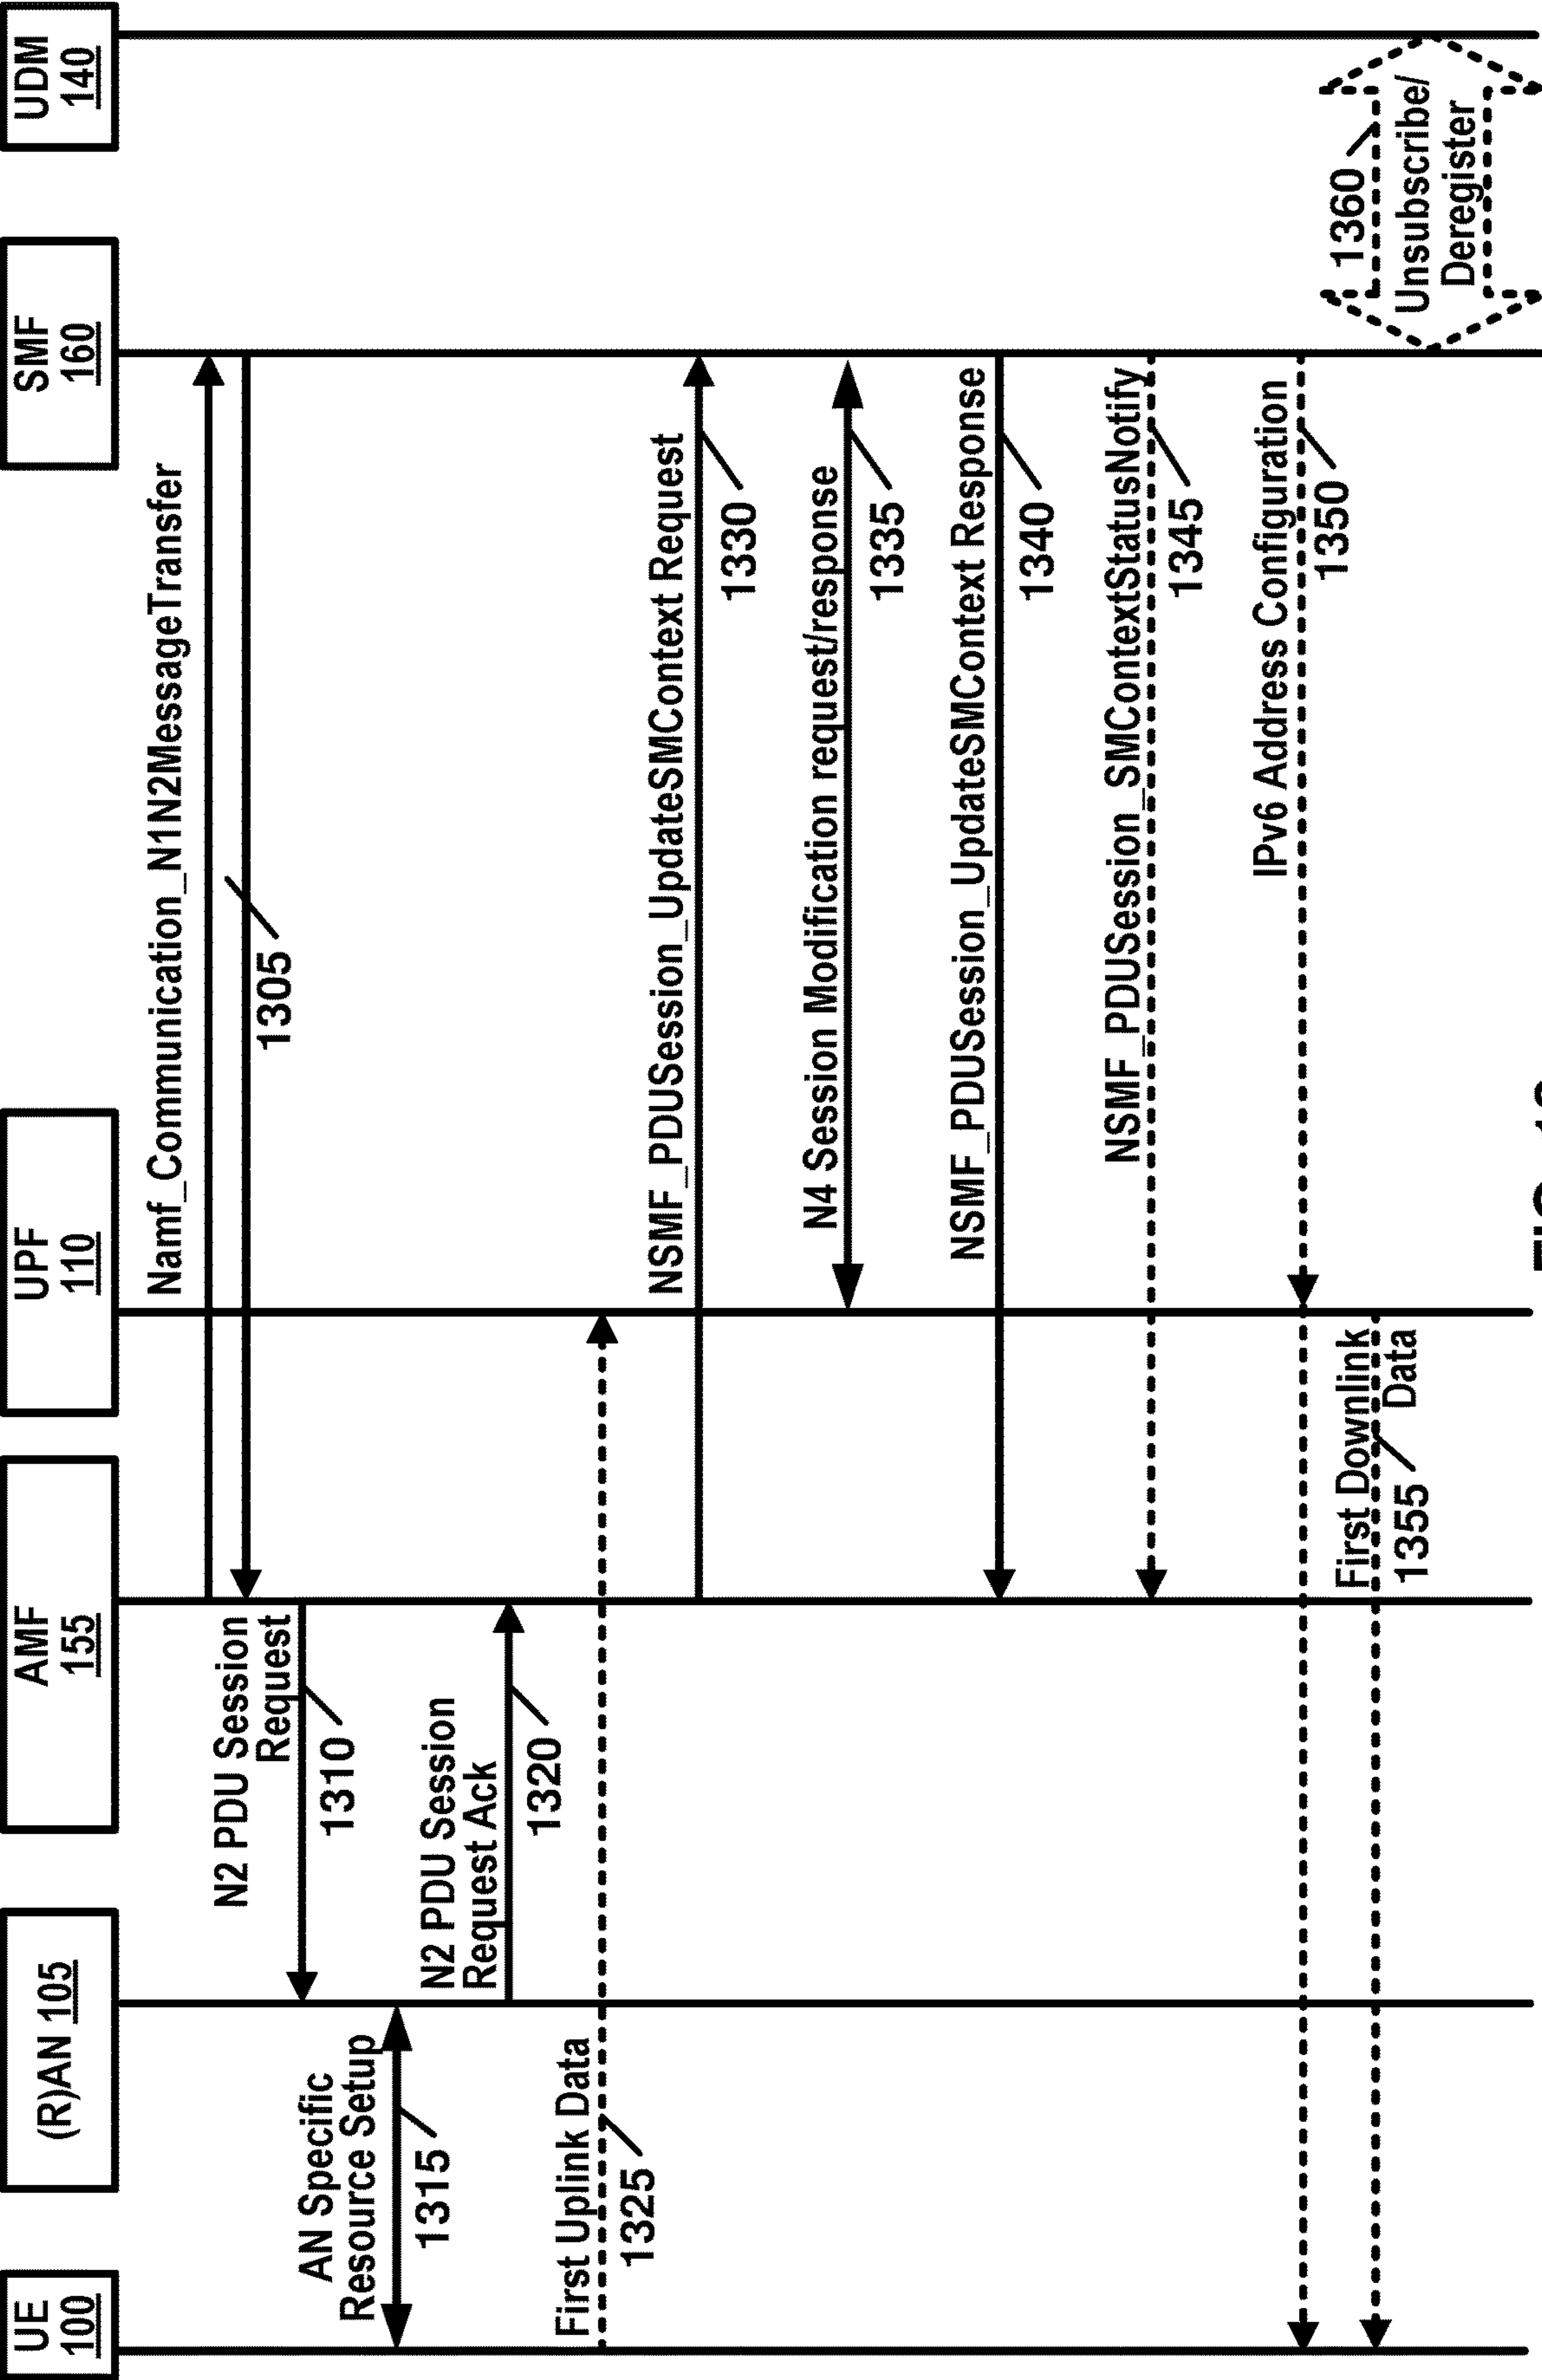 UE
100
(R)AN 105
AMF
155
UPF
110
SMF
160
UDM
140
Namf_Communication_N1N2MessageTransfer
1305
N2 PDU Session
Request
1310
AN Specific
Resource Setup
1315
N2 PDU Session
Request Ack
1320
First Uplink Data
1325
NSMF_PDUSession_UpdateSMContext Request
1330
N4 Session Modification request/response
1335
NSMF_PDUSession_UpdateSMContext Response
1340
NSMF_PDUSession_SMContextStatusNotify
1345
IPv6 Address Configuration
1350
First Downlink
Data
1355
1360
Unsubscribe/
Deregister